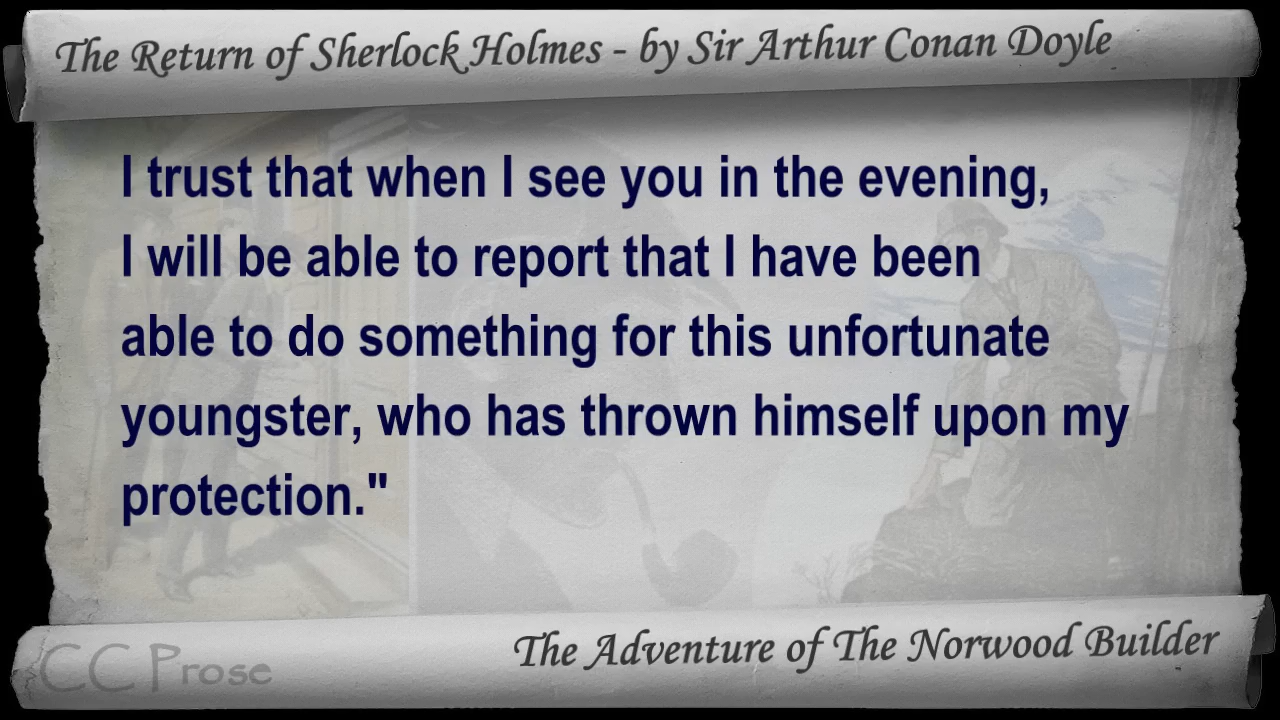 The Return of Sherlock Holmes - by Sir Arthur Conan Doyle
I trust that when I see you in the evening,
I will be able to report that I have been
able to do something for this unfortunate
youngster, who has thrown himself upon my
protection."
The Adventure of The Norwood Builder
CC Prose